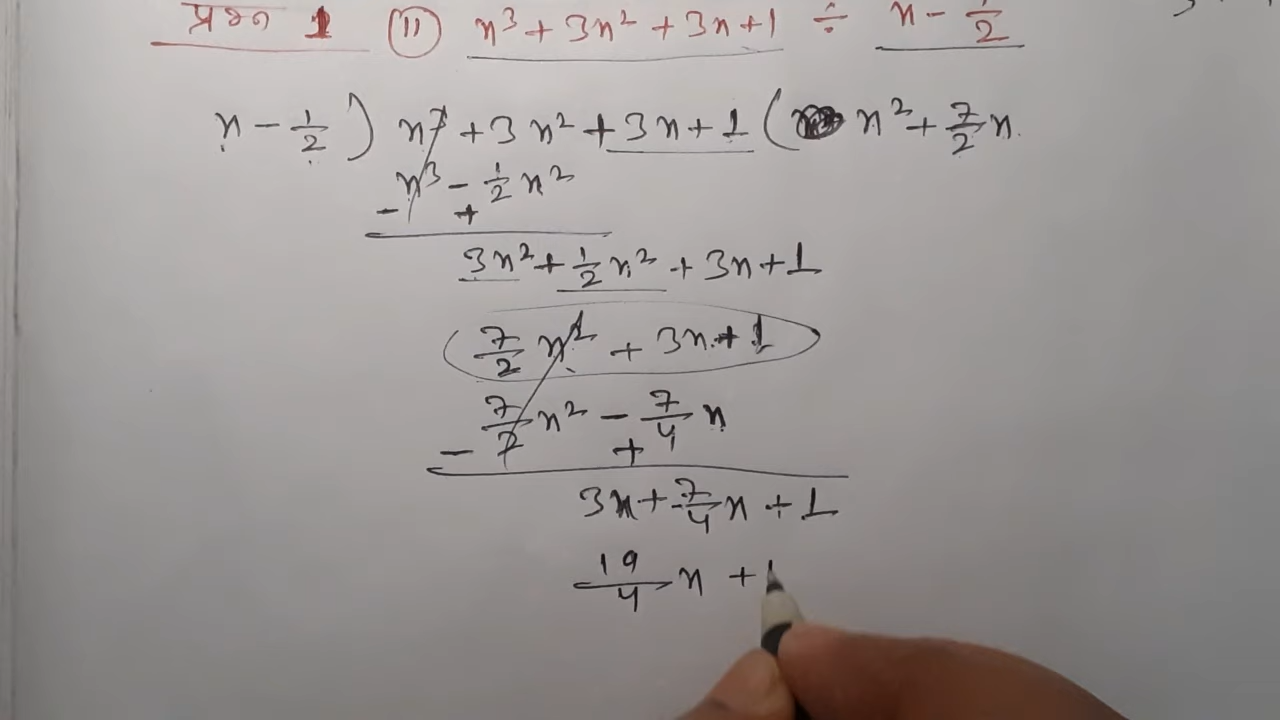 प्रश्न 1 (ii) x³ + 3x² + 3x + 1 ÷ x - 1/2
x - 1/2 ) x³ + 3x² + 3x + 1 ( x² + 7/2 x
x³ - 1/2 x²
- +
3x² + 1/2 x² + 3x + 1
7/2 x² + 3x + 1
7/2 x² - 7/4 x
- +
3x + 7/4 x + 1
19/4 x + 1